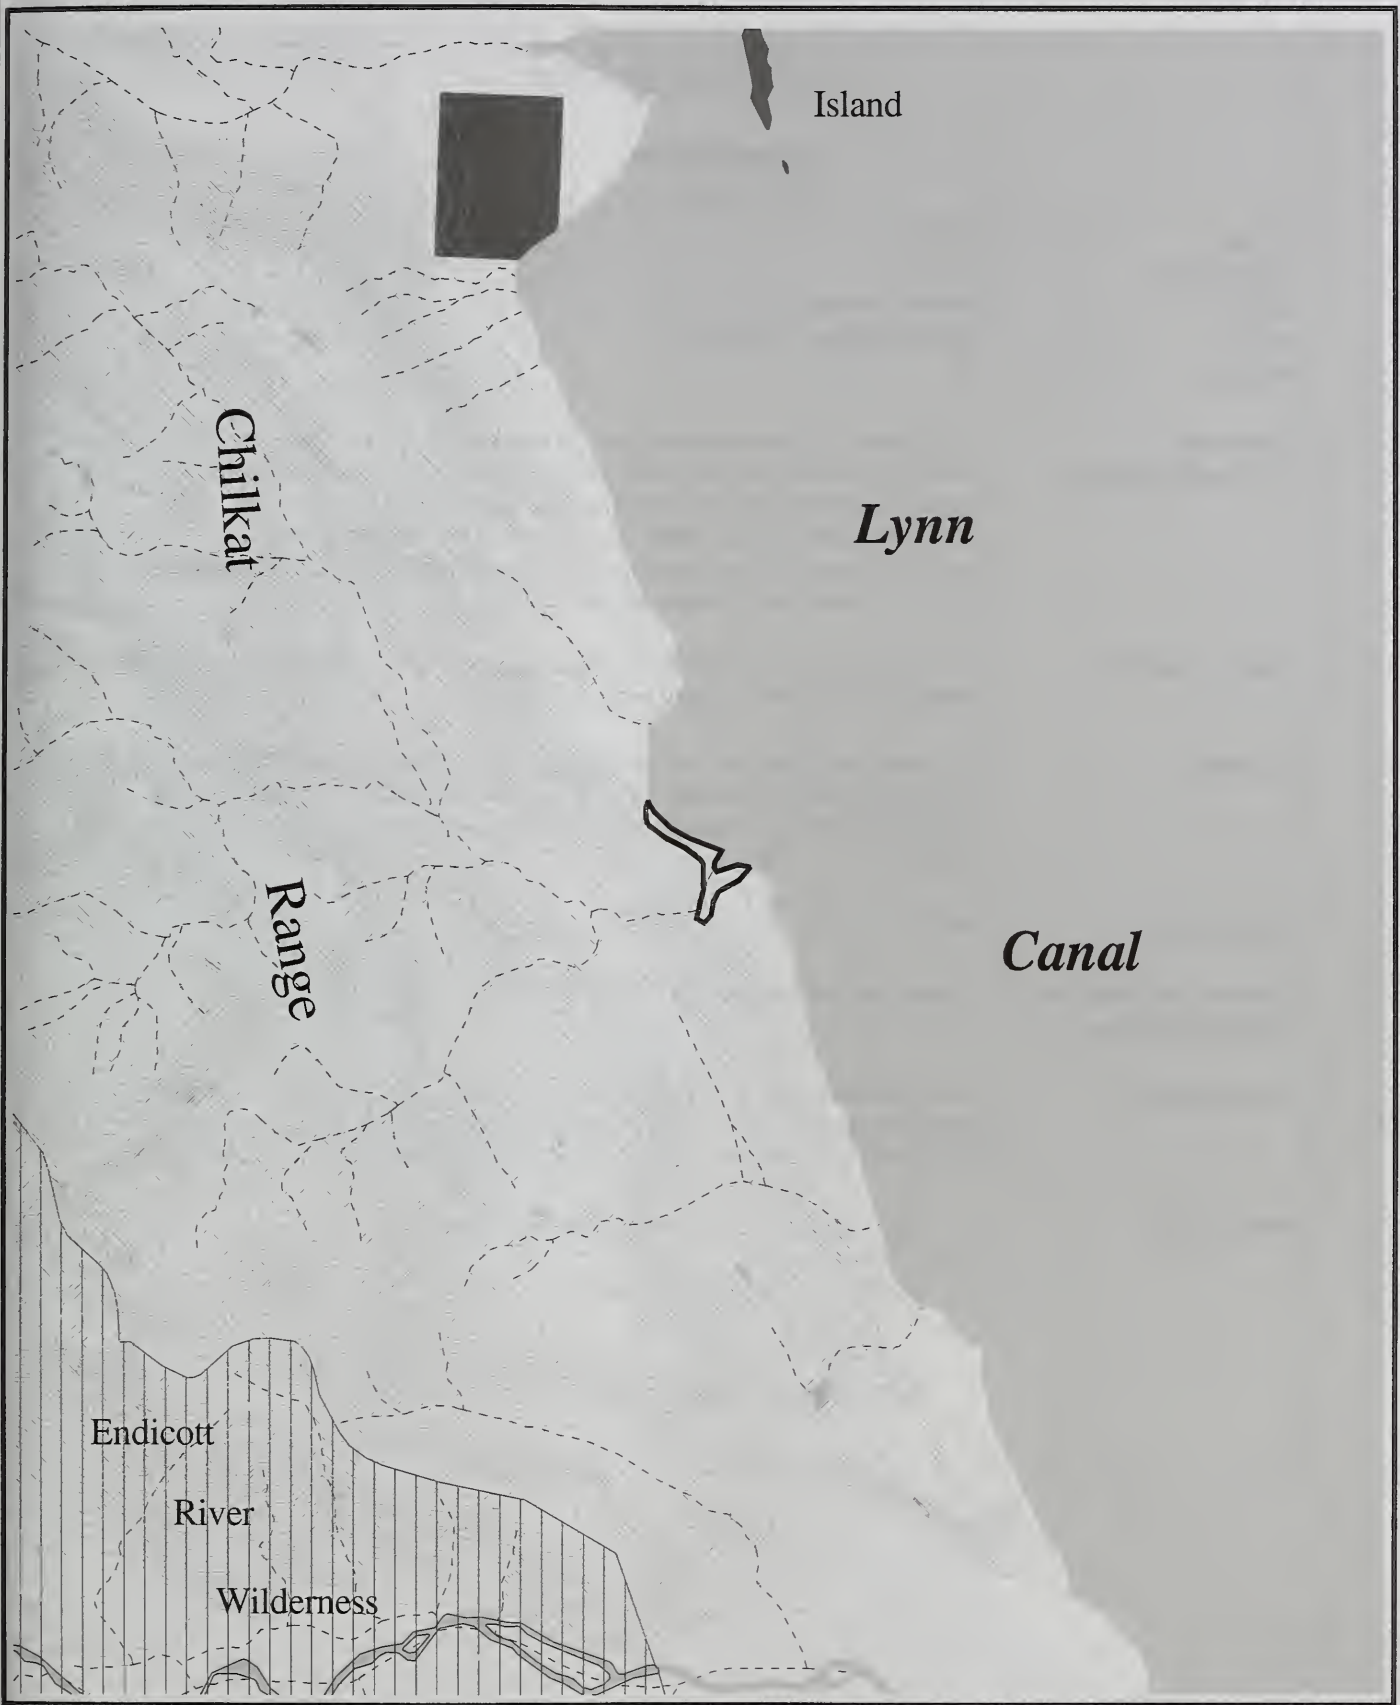 Island
Lynn
Chilkat
Canal
Range
Endicott
River
Wilderness